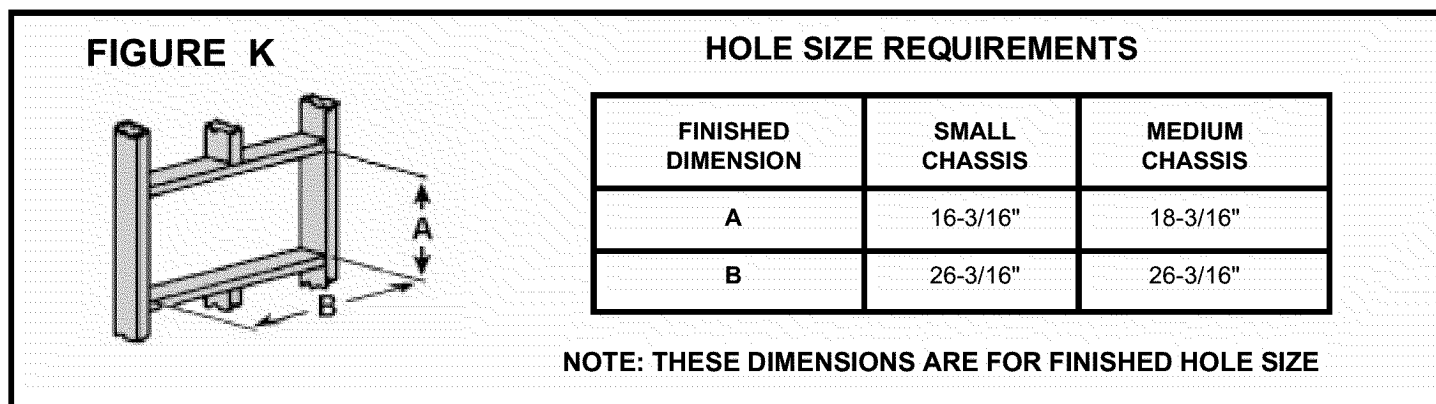 FIGURE K
HOLE SIZE REQUIREMENTS
FINISHED DIMENSION SMALL CHASSIS MEDIUM CHASSIS
A 16-3/16" 18-3/16"
B 26-3/16" 26-3/16"
A
B
NOTE: THESE DIMENSIONS ARE FOR FINISHED HOLE SIZE